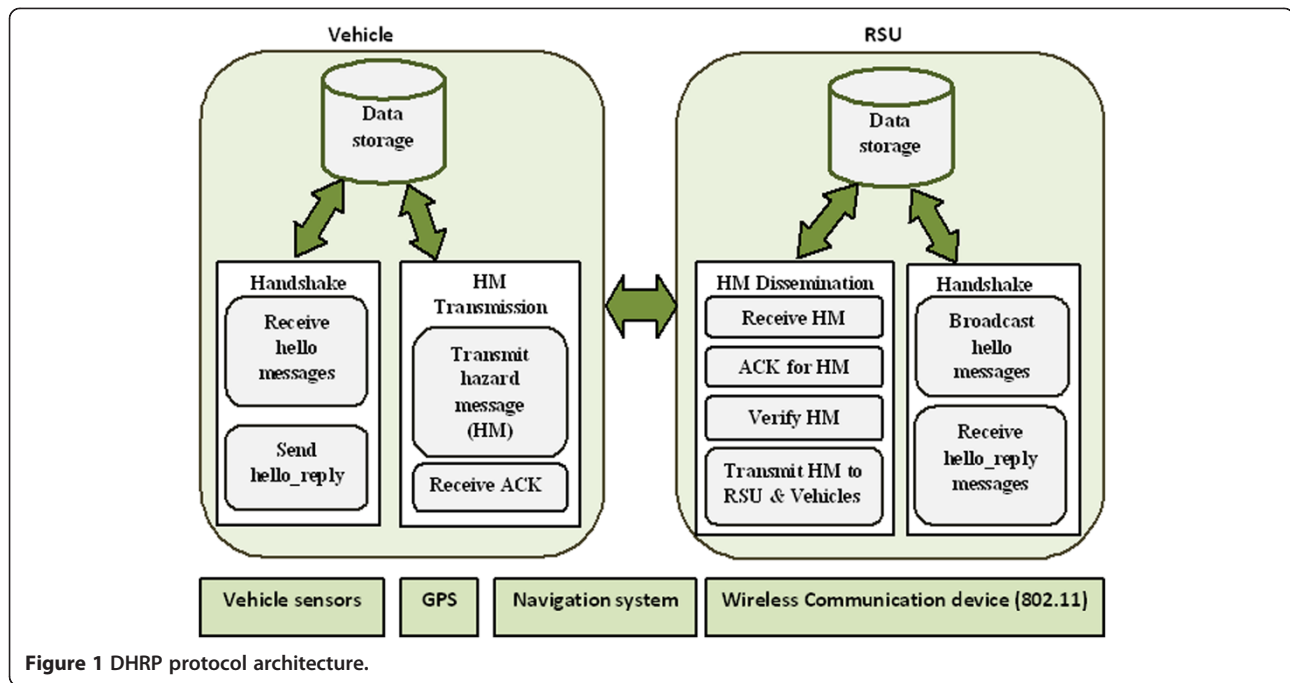 Vehicle
Data
storage
Handshake
Receive
hello
messages
Send
hello_reply
HM
Transmission
Transmit
hazard
message
(HM)
Receive ACK
RSU
Data
storage
HM Dissemination
Receive HM
ACK for HM
Verify HM
Transmit HM to
RSU & Vehicles
Handshake
Broadcast
hello
messages
Receive
hello_reply
messages
Vehicle sensors
GPS
Navigation system
Wireless Communication device (802.11)
Figure 1 DHRP protocol architecture.